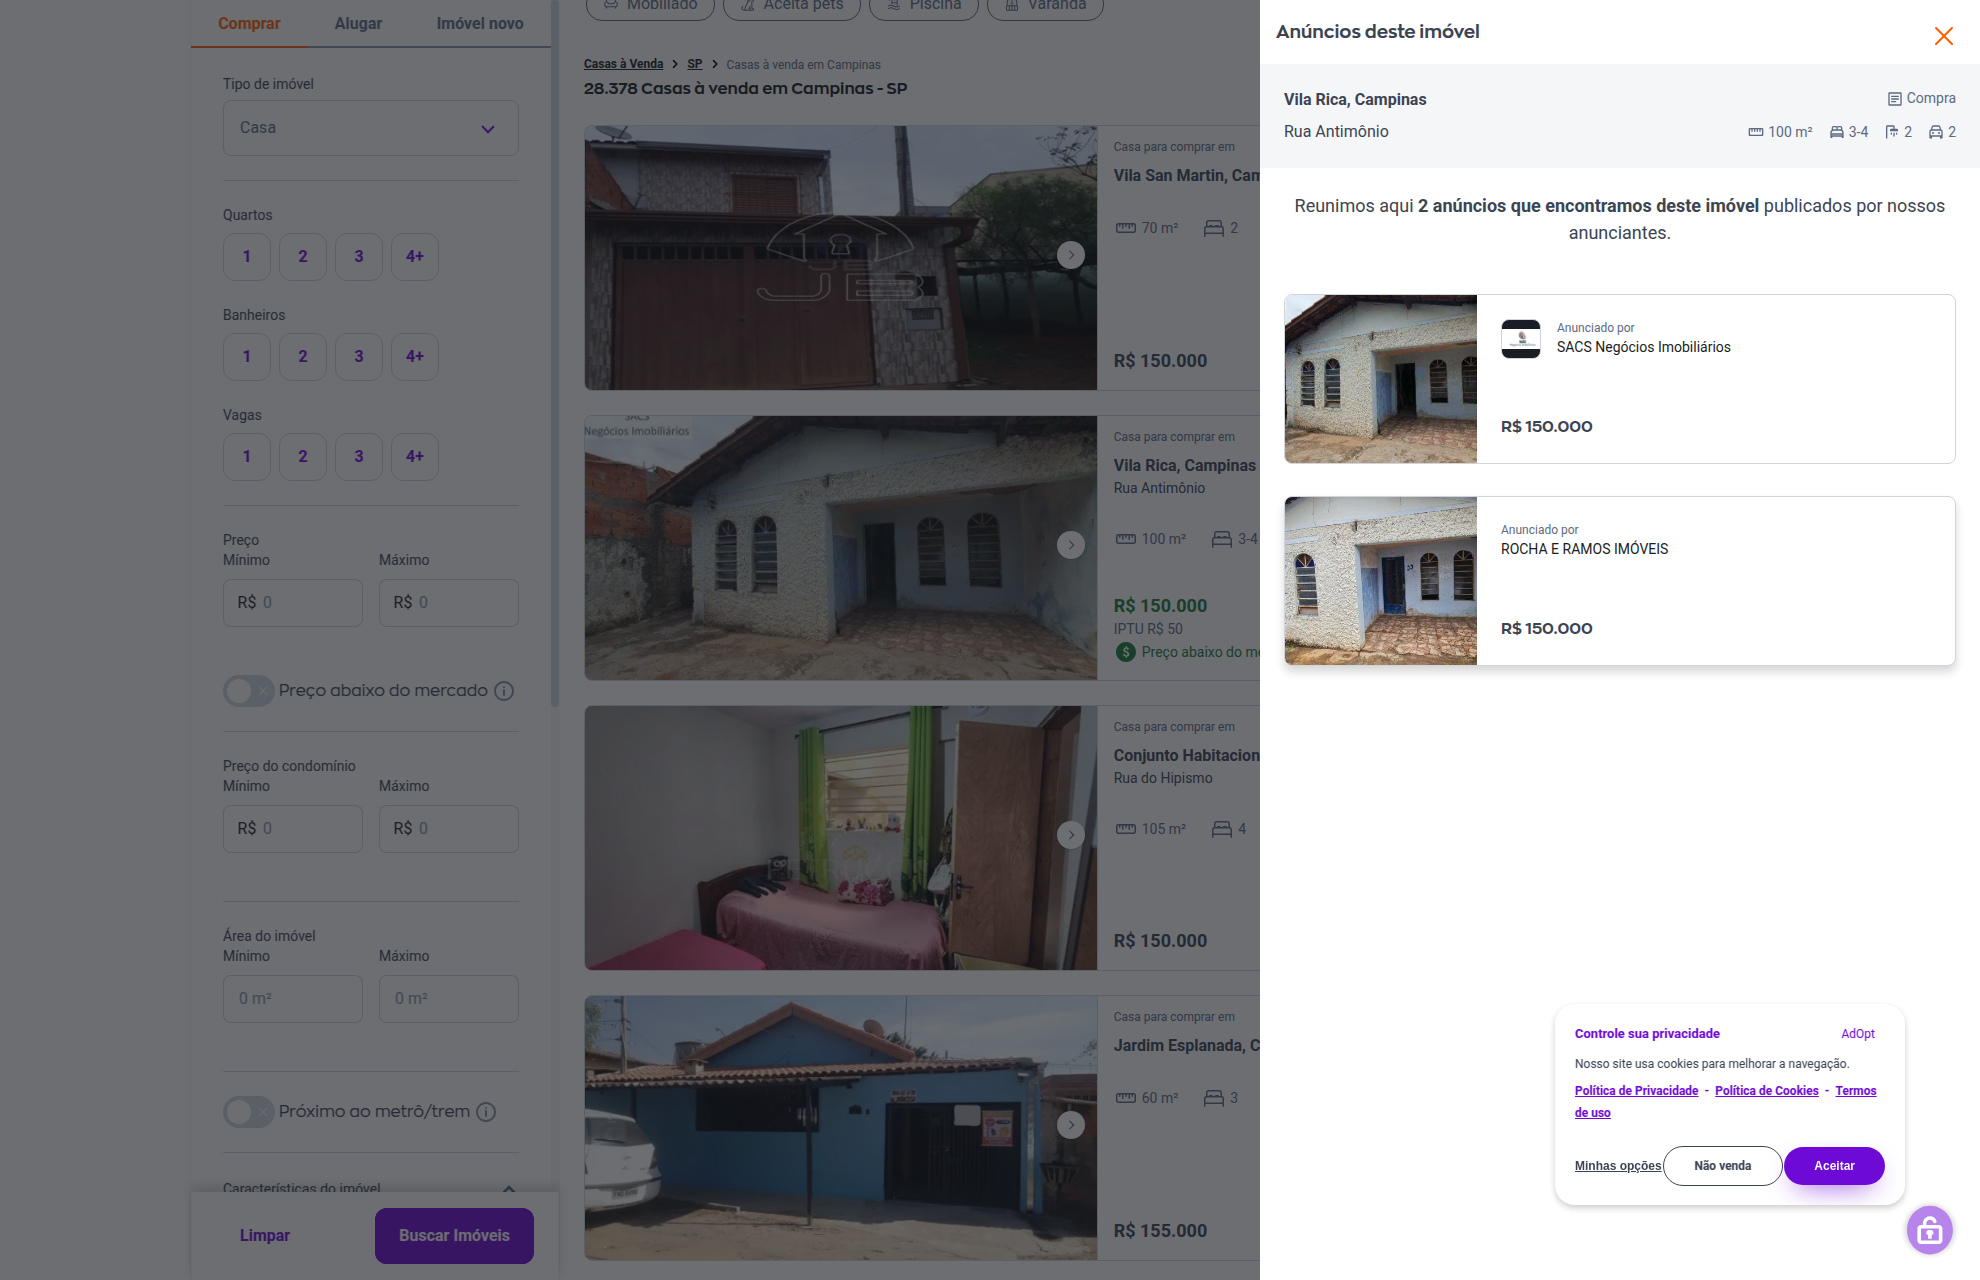 Comprar
Alugar
Imóvel novo
Tipo de imóvel
Casa
Quartos
1
2
3
4+
Banheiros
1
2
3
4+
Vagas
1
2
3
4+
Preço
Mínimo
Máximo
R$ 0
R$ 0
Preço abaixo do mercado
Preço do condomínio
Mínimo
Máximo
R$ 0
R$ 0
Área do imóvel
Mínimo
Máximo
0 m²
0 m²
Próximo ao metrô/trem
Características do imóvel
Limpar
Buscar Imóveis
Mobiliado
Aceita pets
Piscina
Varanda
Casas à Venda > SP > Casas à venda em Campinas
28.378 Casas à venda em Campinas - SP
JB
Casa para comprar em
Vila San Martin, Cam
70 m² 2
R$ 150.000
SACS
Negócios Imobiliários
Casa para comprar em
Vila Rica, Campinas
Rua Antimônio
100 m² 3-4
R$ 150.000
IPTU R$ 50
Preço abaixo do me
Casa para comprar em
Conjunto Habitacion
Rua do Hipismo
105 m² 4
R$ 150.000
Casa para comprar em
Jardim Esplanada, C
60 m² 3
R$ 155.000
Anúncios deste imóvel
Vila Rica, Campinas
Compra
Rua Antimônio
100 m² 3-4 2 2
Reunimos aqui 2 anúncios que encontramos deste imóvel publicados por nossos
anunciantes.
Anunciado por
SACS Negócios Imobiliários
R$ 150.000
Anunciado por
ROCHA E RAMOS IMÓVEIS
R$ 150.000
Controle sua privacidade
AdOpt
Nosso site usa cookies para melhorar a navegação.
Política de Privacidade - Política de Cookies - Termos
de uso
Minhas opções
Não venda
Aceitar